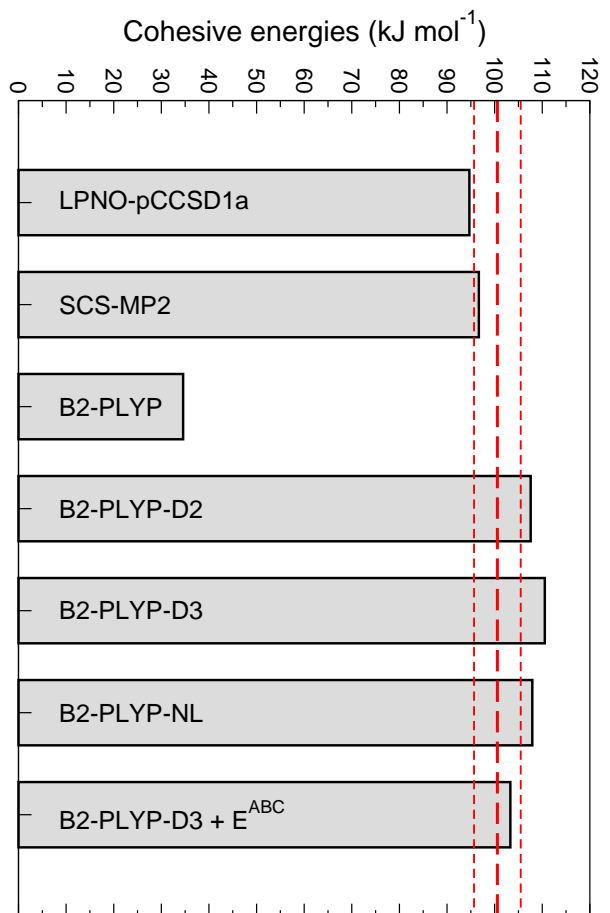 Cohesive energies (kJ mol⁻¹)
0 10 20 30 40 50 60 70 80 90 100 110 120
LPNO-pCCSD1a
SCS-MP2
B2-PLYP
B2-PLYP-D2
B2-PLYP-D3
B2-PLYP-NL
B2-PLYP-D3 + E^ABC